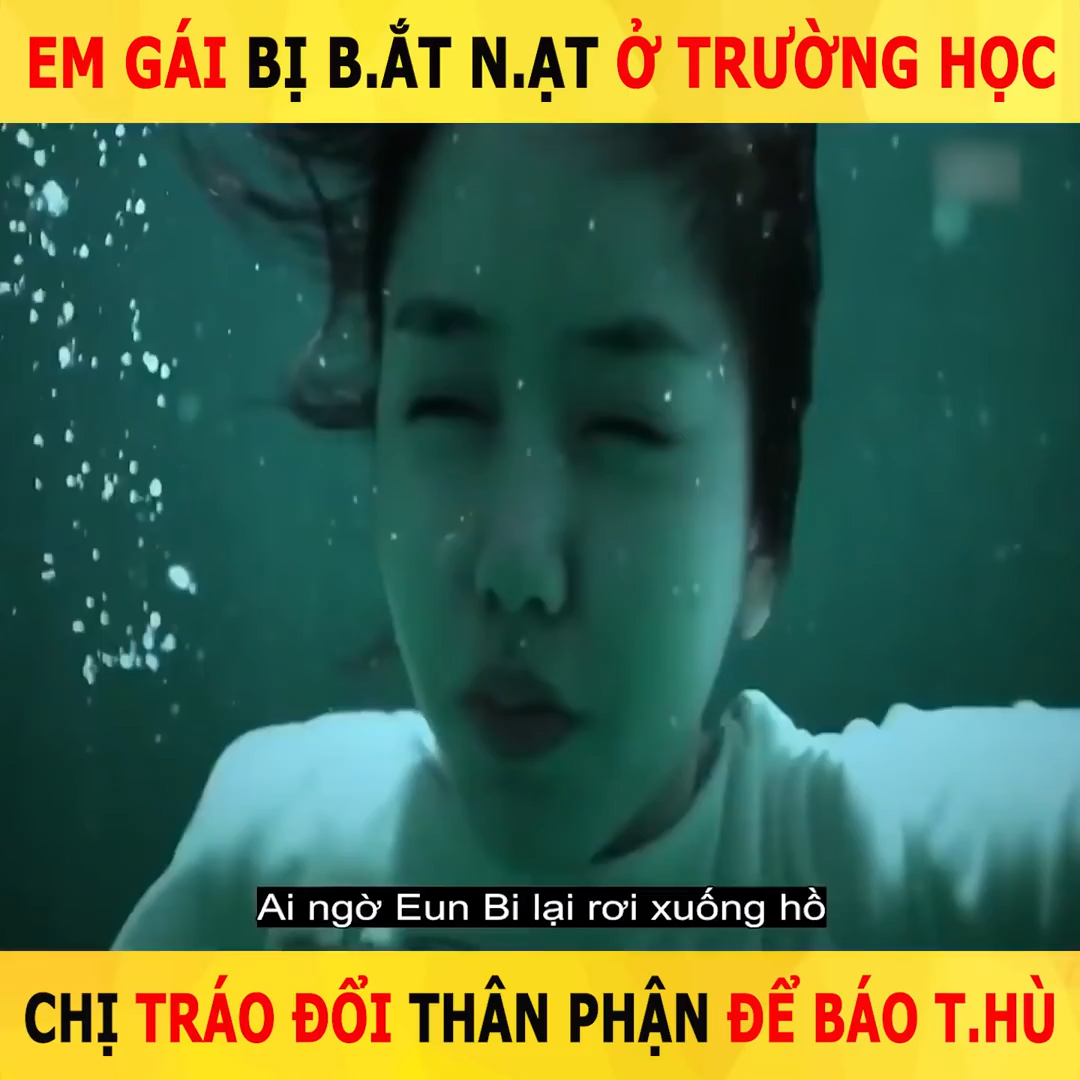 EM GÁI BỊ B.ẮT N.ẠT Ở TRƯỜNG HỌC
Ai ngờ Eun Bi lại rơi xuống hồ
CHỊ TRÁO ĐỔI THÂN PHẬN ĐỂ BÁO T.HÙ